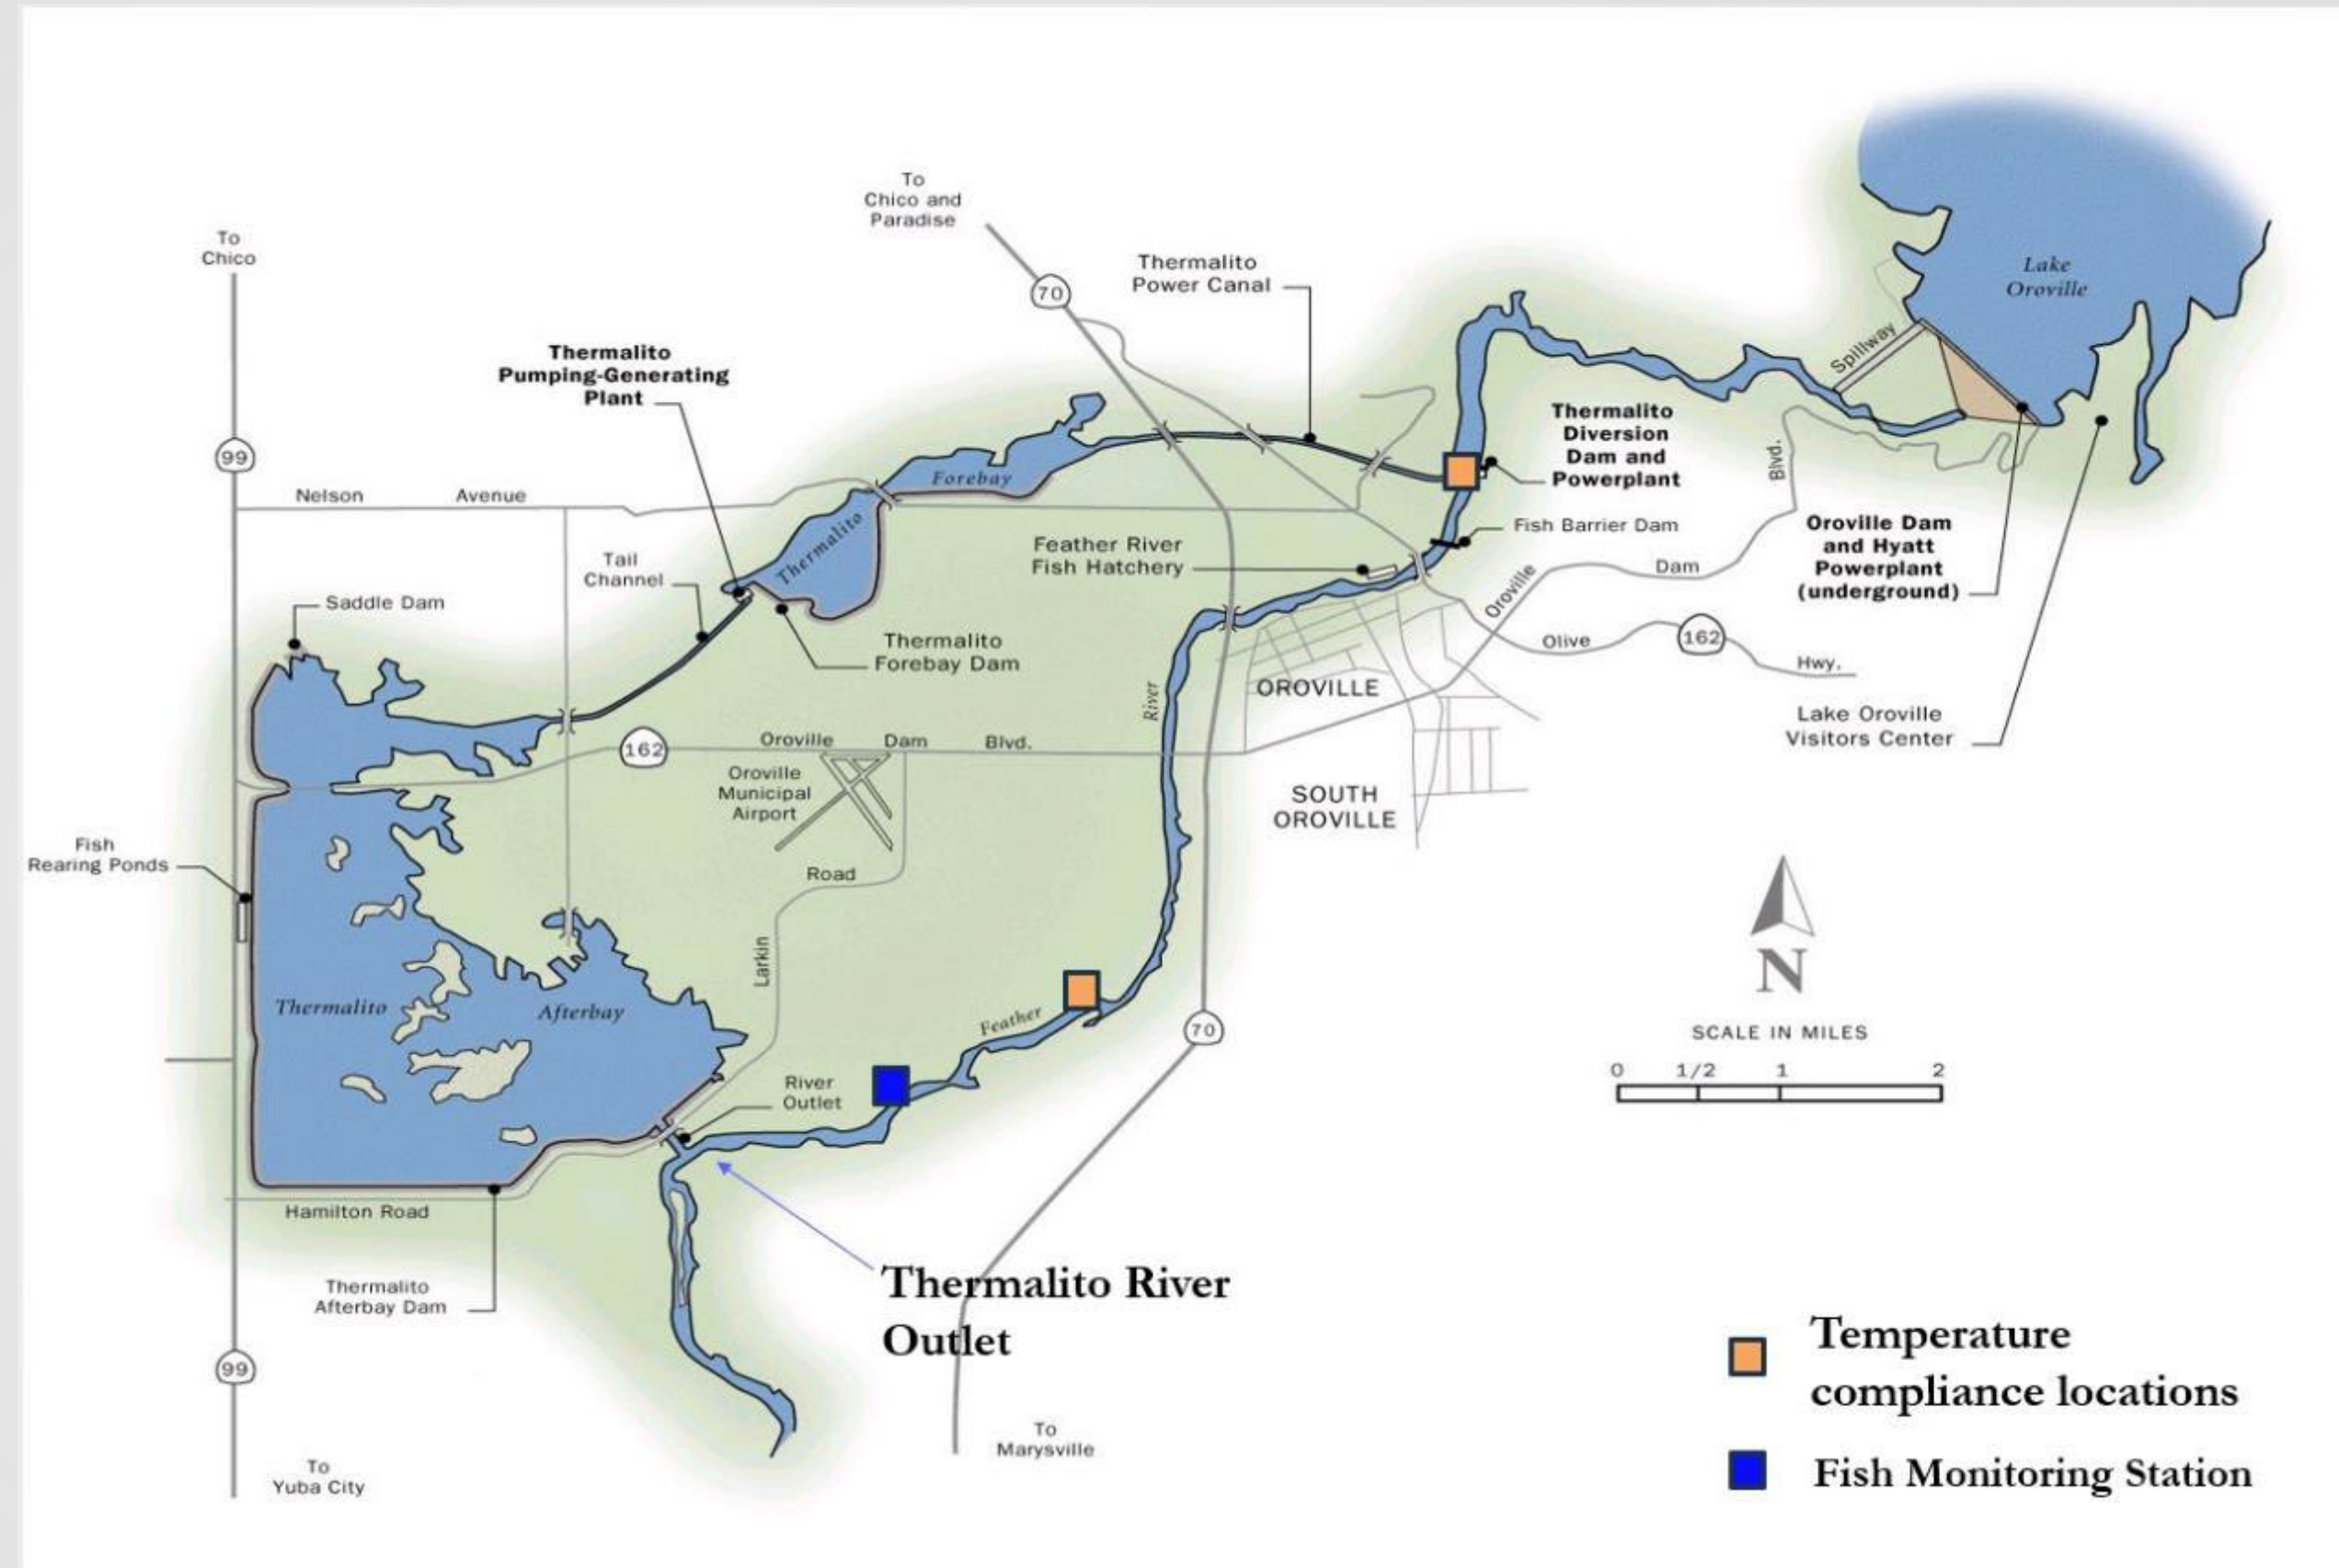 To
Chico and
Paradise
To
Chico
70
Thermalito
Power Canal
Lake
Oroville
Spillway
Thermalito
Pumping-Generating
Plant
99
Thermalito
Diversion
Dam and
Powerplant
Blvd.
Forebay
Nelson Avenue
Thermalito
Fish Barrier Dam
Oroville Dam
and Hyatt
Powerplant
(underground)
Feather River
Fish Hatchery
Tail
Channel
Dam
Oroville
Saddle Dam
Thermalito
Forebay Dam
Olive
162
Hwy.
River
OROVILLE
Lake Oroville
Visitors Center
162
Oroville Dam Blvd.
Oroville
Municipal
Airport
SOUTH
OROVILLE
Fish
Rearing Ponds
Road
Larkin
N
Thermalito Afterbay
Feather
70
SCALE IN MILES
0 1/2 1 2
River
Outlet
Hamilton Road
Thermalito
Afterbay Dam
Thermalito River
Outlet
99
To
Marysville
To
Yuba City
Temperature
compliance locations
Fish Monitoring Station